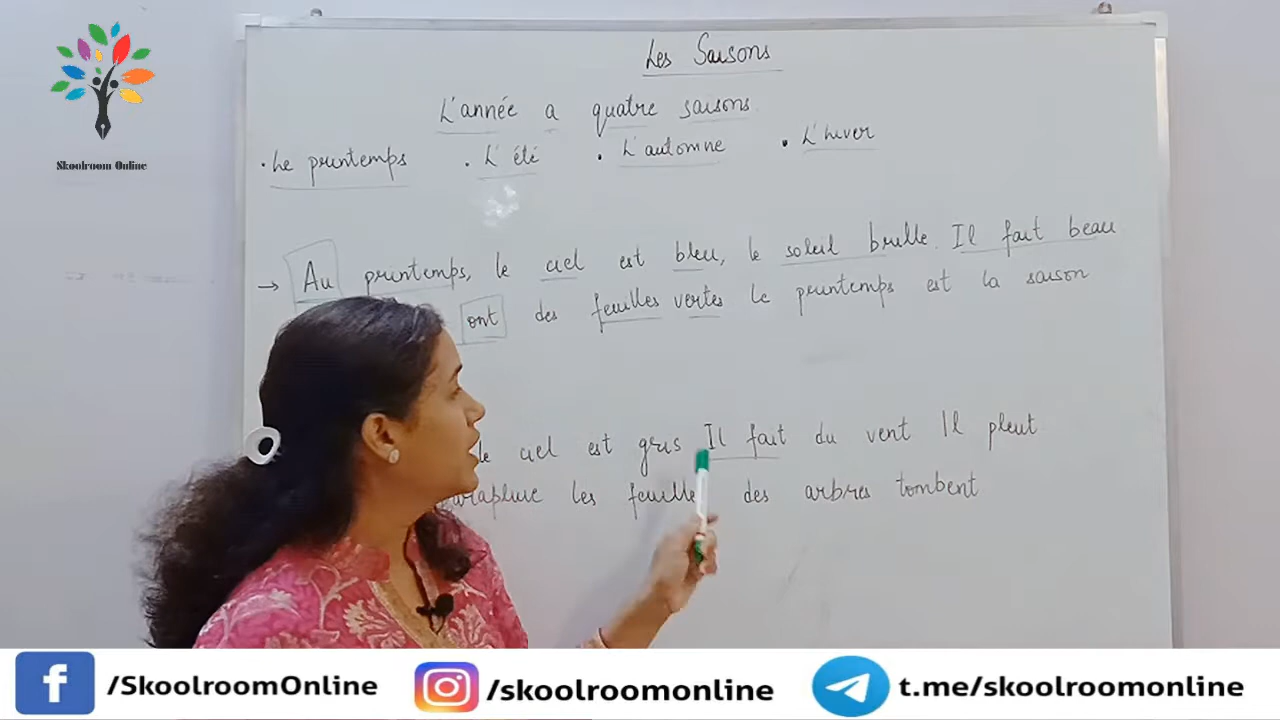 Skoolroom Online
Les Saisons
L'année a quatre saisons.
• Le printemps • L'été • L'automne • L'hiver
→ Au printemps, le ciel est bleu, le soleil brulle. Il fait beau
ont des feuilles vertes le printemps est la saison
le ciel est gris Il fait du vent Il pleut
les feuilles des arbres tombent
f /SkoolroomOnline /skoolroomonline t.me/skoolroomonline